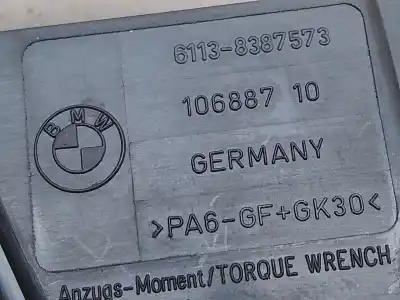 6113-8387573
106887 10
BMW
GERMANY
>PA6-GF+GK30<
Anzugs-Moment/TORQUE WRENCH